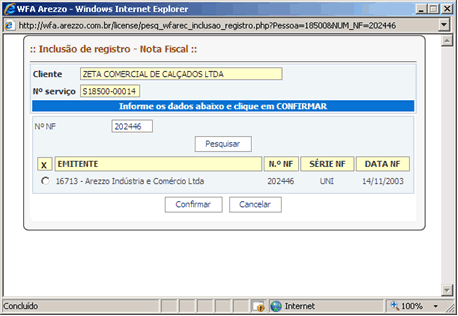 WFA Arezzo - Windows Internet Explorer
http://wfa.arezzo.com.br/license/pesq_wfarec_inclusao_registro.php?Pessoa=18500&NUM_NF=202446
:: Inclusão de registro - Nota Fiscal ::
Cliente ZETA COMERCIAL DE CALÇADOS LTDA
Nº serviço S18500-00014
Informe os dados abaixo e clique em CONFIRMAR
Nº NF 202446
Pesquisar
X EMITENTE N.º NF SÉRIE NF DATA NF
16713 - Arezzo Indústria e Comércio Ltda 202446 UNI 14/11/2003
Confirmar Cancelar
Concluído Internet 100%